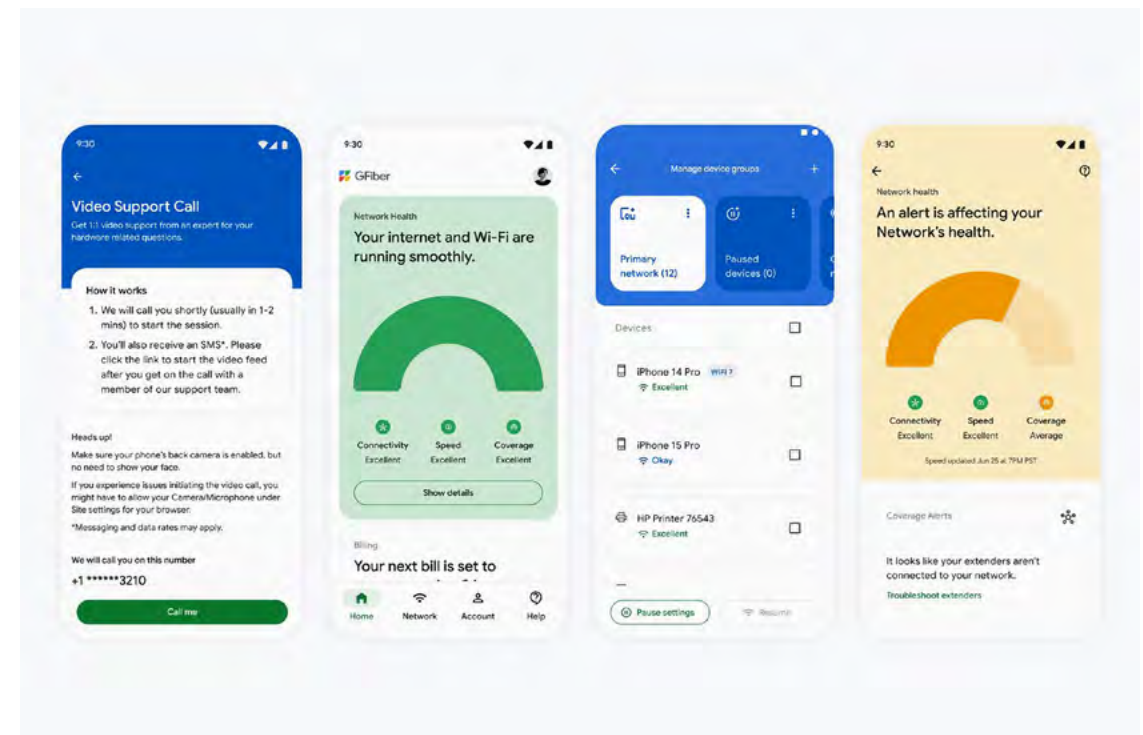 9:30
Video Support Call
Get 1:1 video support from an expert for your
hardware related questions.
How it works
1. We will call you shortly (usually in 1-2
mins) to start the session.
2. You'll also receive an SMS*. Please
click the link to start the video feed
after you get on the call with a
member of our support team.
Heads up!
Make sure your phone's back camera is enabled, but
no need to show your face.
If you experience issues initiating the video call, you
might have to allow your Camera/Microphone under
Site settings for your browser.
*Messaging and data rates may apply.
We will call you on this number
+1 ******3210
Call me
9:30
GFiber
Network Health
Your internet and Wi-Fi are
running smoothly.
Connectivity Speed Coverage
Excellent Excellent Excellent
Show details
Billing
Your next bill is set to
Home Network Account Help
Manage device groups
Primary
network (12)
Paused
devices (0)
Devices
iPhone 14 Pro WiFi 7
Excellent
iPhone 15 Pro
Okay
HP Printer 76543
Excellent
Pause settings Resume
9:30
Network health
An alert is affecting your
Network's health.
Connectivity Speed Coverage
Excellent Excellent Average
Speed updated Jun 25 at 7PM PST
Coverage Alerts
It looks like your extenders aren't
connected to your network.
Troubleshoot extenders